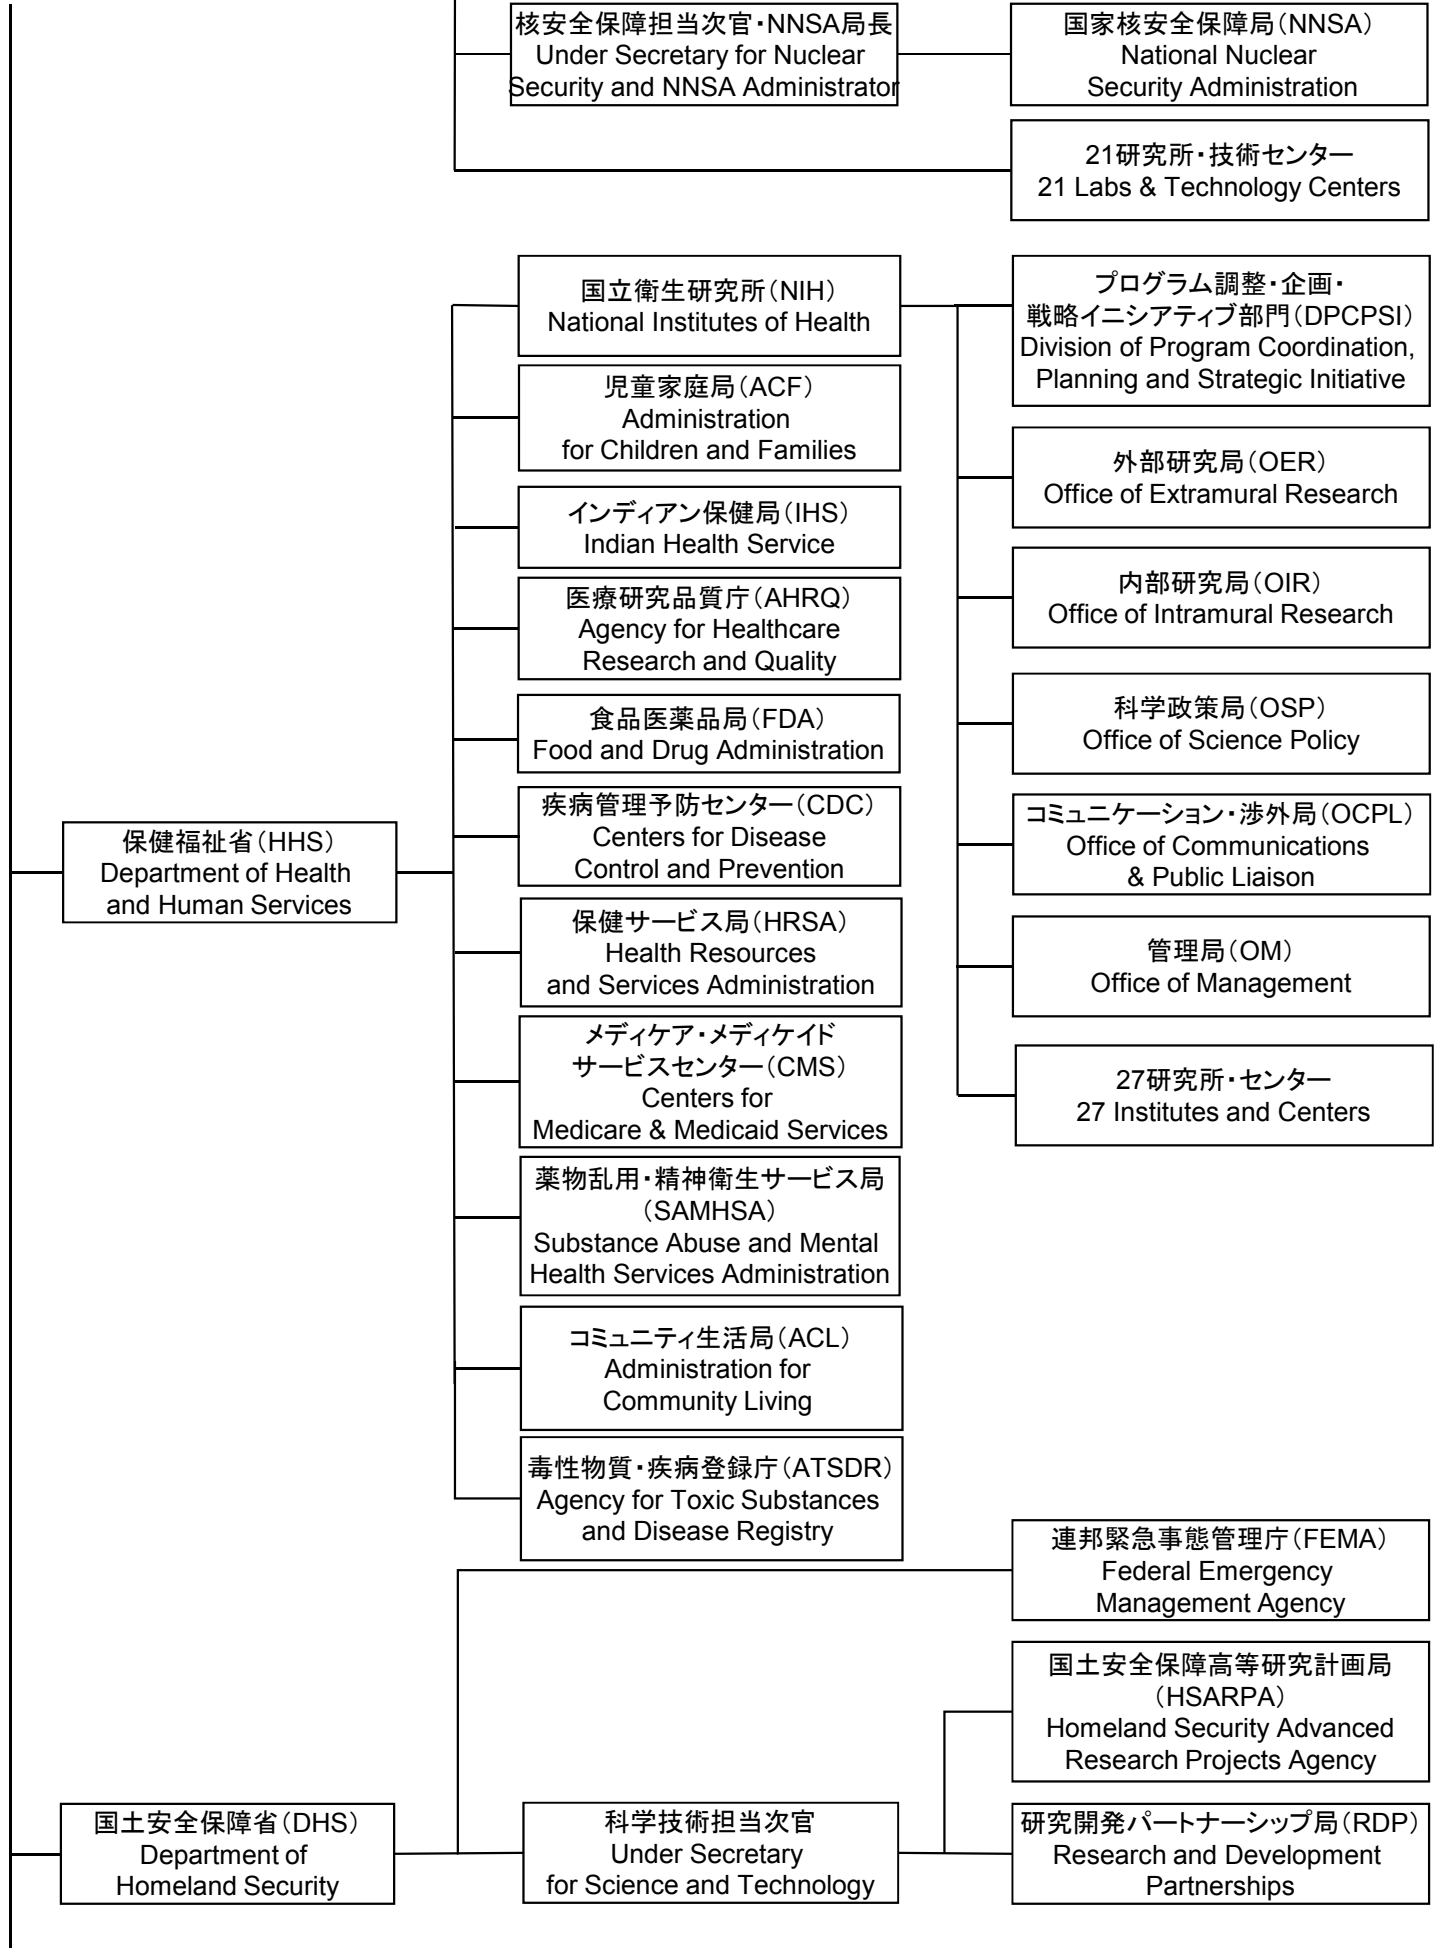 核安全保障担当次官・NNSA局長
Under Secretary for Nuclear
Security and NNSA Administrator
国家核安全保障局（NNSA）
National Nuclear
Security Administration
21研究所・技術センター
21 Labs & Technology Centers
保健福祉省（HHS）
Department of Health
and Human Services
国立衛生研究所（NIH）
National Institutes of Health
児童家庭局（ACF）
Administration
for Children and Families
インディアン保健局（IHS）
Indian Health Service
医療研究品質庁（AHRQ）
Agency for Healthcare
Research and Quality
食品医薬品局（FDA）
Food and Drug Administration
疾病管理予防センター（CDC）
Centers for Disease
Control and Prevention
保健サービス局（HRSA）
Health Resources
and Services Administration
メディケア・メディケイド
サービスセンター（CMS）
Centers for
Medicare & Medicaid Services
薬物乱用・精神衛生サービス局
（SAMHSA）
Substance Abuse and Mental
Health Services Administration
コミュニティ生活局（ACL）
Administration for
Community Living
毒性物質・疾病登録庁（ATSDR）
Agency for Toxic Substances
and Disease Registry
プログラム調整・企画・
戦略イニシアティブ部門（DPCPSI）
Division of Program Coordination,
Planning and Strategic Initiative
外部研究局（OER）
Office of Extramural Research
内部研究局（OIR）
Office of Intramural Research
科学政策局（OSP）
Office of Science Policy
コミュニケーション・渉外局（OCPL）
Office of Communications
& Public Liaison
管理局（OM）
Office of Management
27研究所・センター
27 Institutes and Centers
国土安全保障省（DHS）
Department of
Homeland Security
科学技術担当次官
Under Secretary
for Science and Technology
連邦緊急事態管理庁（FEMA）
Federal Emergency
Management Agency
国土安全保障高等研究計画局
（HSARPA）
Homeland Security Advanced
Research Projects Agency
研究開発パートナーシップ局（RDP）
Research and Development
Partnerships